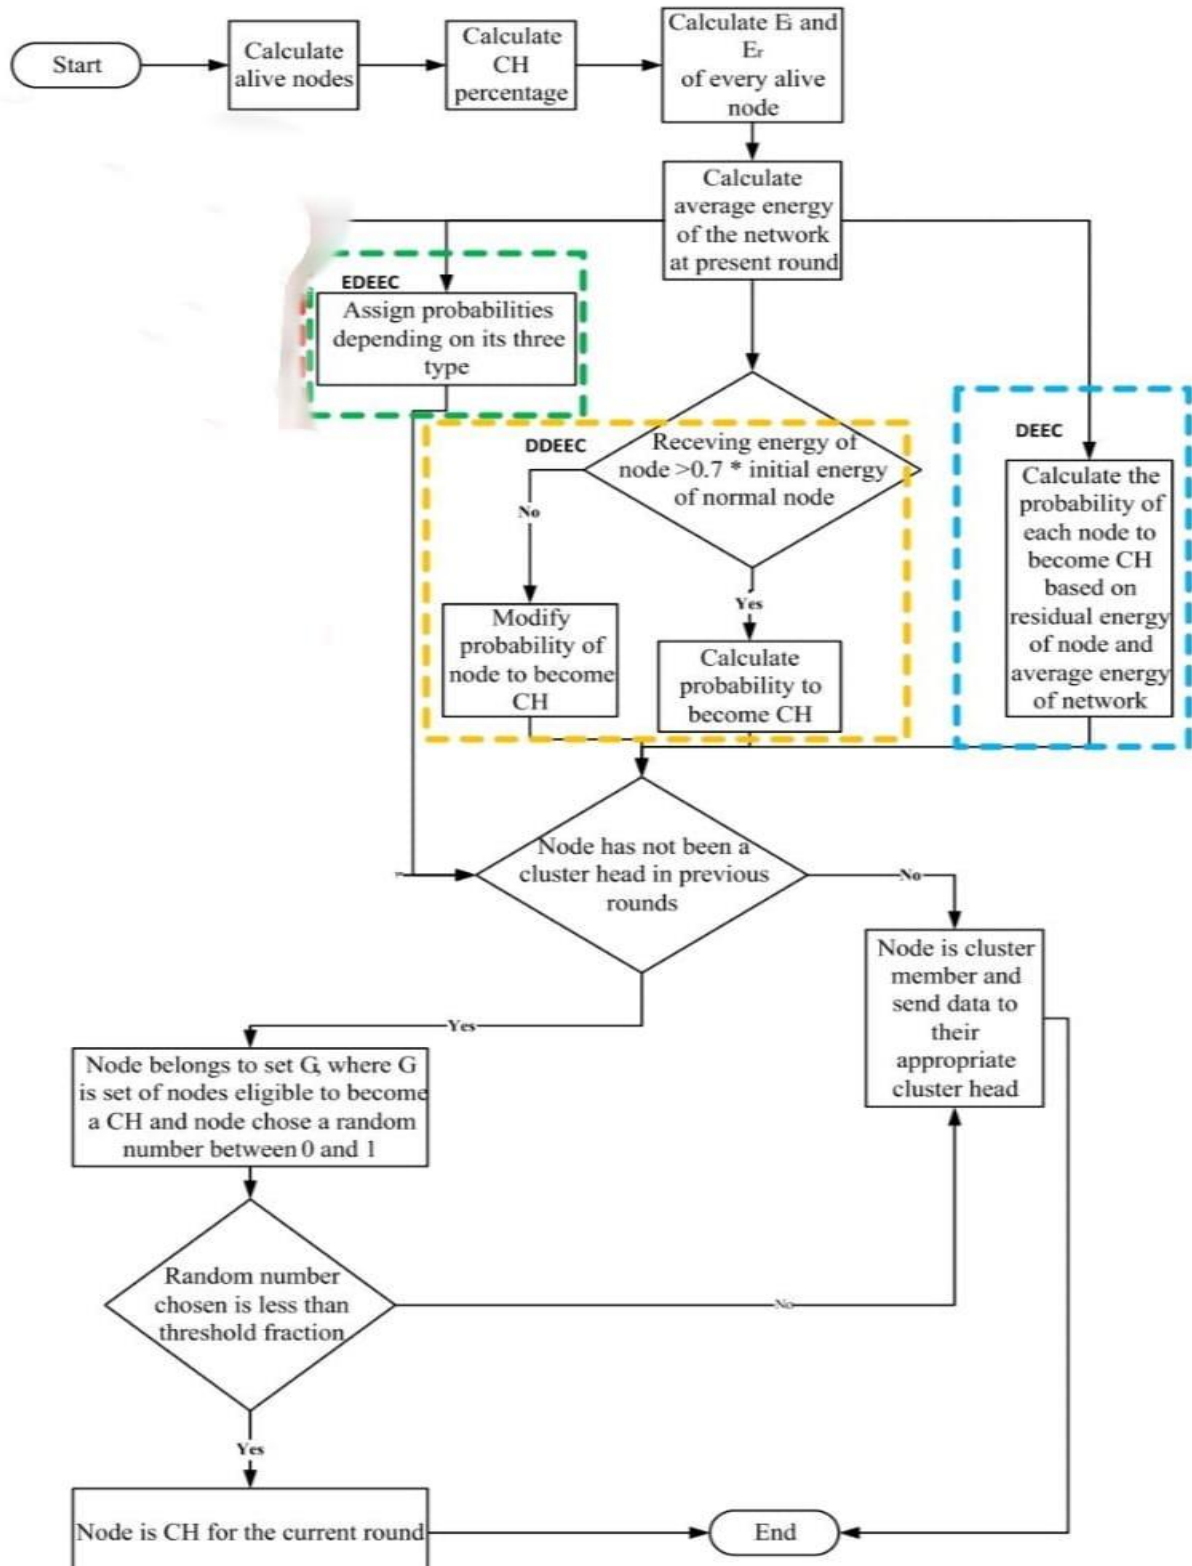 Start
Calculate
alive nodes
Calculate
CH
percentage
Calculate Ei and
Er
of every alive
node
Calculate
average energy
of the network
at present round
EDEEC
Assign probabilities
depending on its three
type
DDEEC
Receving energy of
node >0.7 * initial energy
of normal node
DEEC
Calculate the
probability of
each node to
become CH
based on
residual energy
of node and
average energy
of network
No
Yes
Modify
probability of
node to become
CH
Calculate
probability to
become CH
Node has not been a
cluster head in previous
rounds
No
Node is cluster
member and
send data to
their
appropriate
cluster head
Yes
Node belongs to set G, where G
is set of nodes eligible to become
a CH and node chose a random
number between 0 and 1
Random number
chosen is less than
threshold fraction
No
Yes
Node is CH for the current round
End